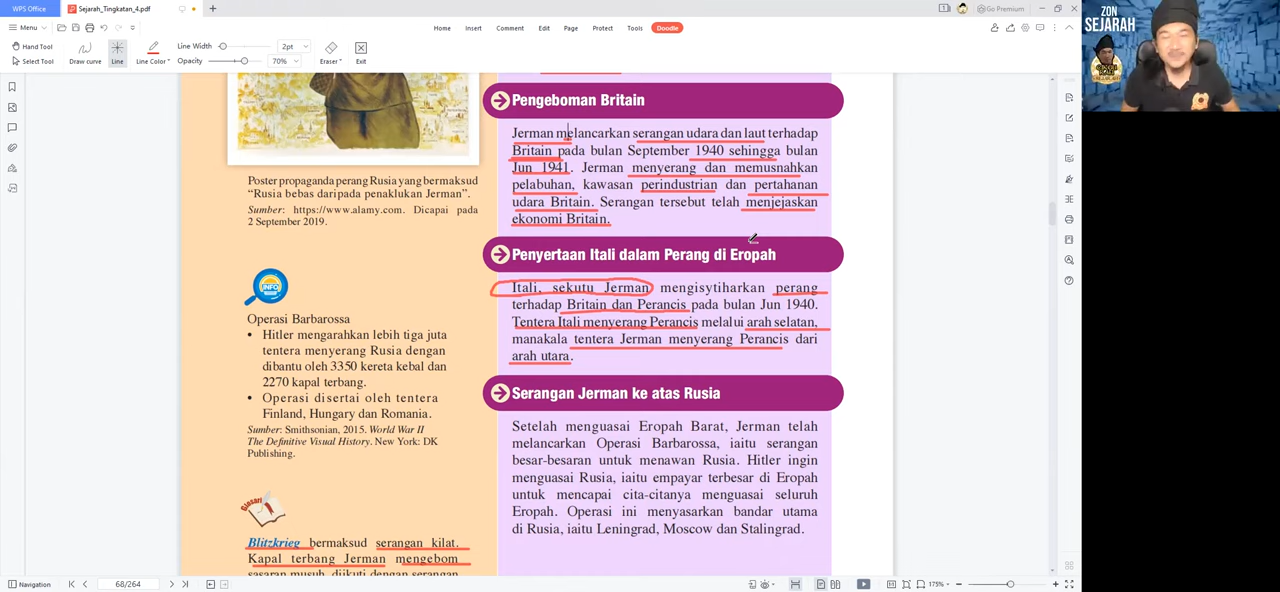 WPS Office
Sejarah_Tingkatan_4.pdf
Go Premium
Menu
Home
Insert
Comment
Edit
Page
Protect
Tools
Doodle
Hand Tool
Select Tool
Draw curve
Line
Line Color
Line Width
2pt
Opacity
70%
Eraser
Exit
ZON
SEJARAH
Poster propaganda perang Rusia yang bermaksud
“Rusia bebas daripada penaklukan Jerman”.
Sumber: https://www.alamy.com. Dicapai pada
2 September 2019.
INFO
Operasi Barbarossa
• Hitler mengarahkan lebih tiga juta
tentera menyerang Rusia dengan
dibantu oleh 3350 kereta kebal dan
2270 kapal terbang.
• Operasi disertai oleh tentera
Finland, Hungary dan Romania.
Sumber: Smithsonian, 2015. World War II
The Definitive Visual History. New York: DK
Publishing.
Glosari
Blitzkrieg bermaksud serangan kilat.
Kapal terbang Jerman mengebom
sasaran musuh, diikuti dengan serangan
Pengeboman Britain
Jerman melancarkan serangan udara dan laut terhadap
Britain pada bulan September 1940 sehingga bulan
Jun 1941. Jerman menyerang dan memusnahkan
pelabuhan, kawasan perindustrian dan pertahanan
udara Britain. Serangan tersebut telah menjejaskan
ekonomi Britain.
Penyertaan Itali dalam Perang di Eropah
Itali, sekutu Jerman mengisytiharkan perang
terhadap Britain dan Perancis pada bulan Jun 1940.
Tentera Itali menyerang Perancis melalui arah selatan,
manakala tentera Jerman menyerang Perancis dari
arah utara.
Serangan Jerman ke atas Rusia
Setelah menguasai Eropah Barat, Jerman telah
melancarkan Operasi Barbarossa, iaitu serangan
besar-besaran untuk menawan Rusia. Hitler ingin
menguasai Rusia, iaitu empayar terbesar di Eropah
untuk mencapai cita-citanya menguasai seluruh
Eropah. Operasi ini menyasarkan bandar utama
di Rusia, iaitu Leningrad, Moscow dan Stalingrad.
Navigation
68/264
175%